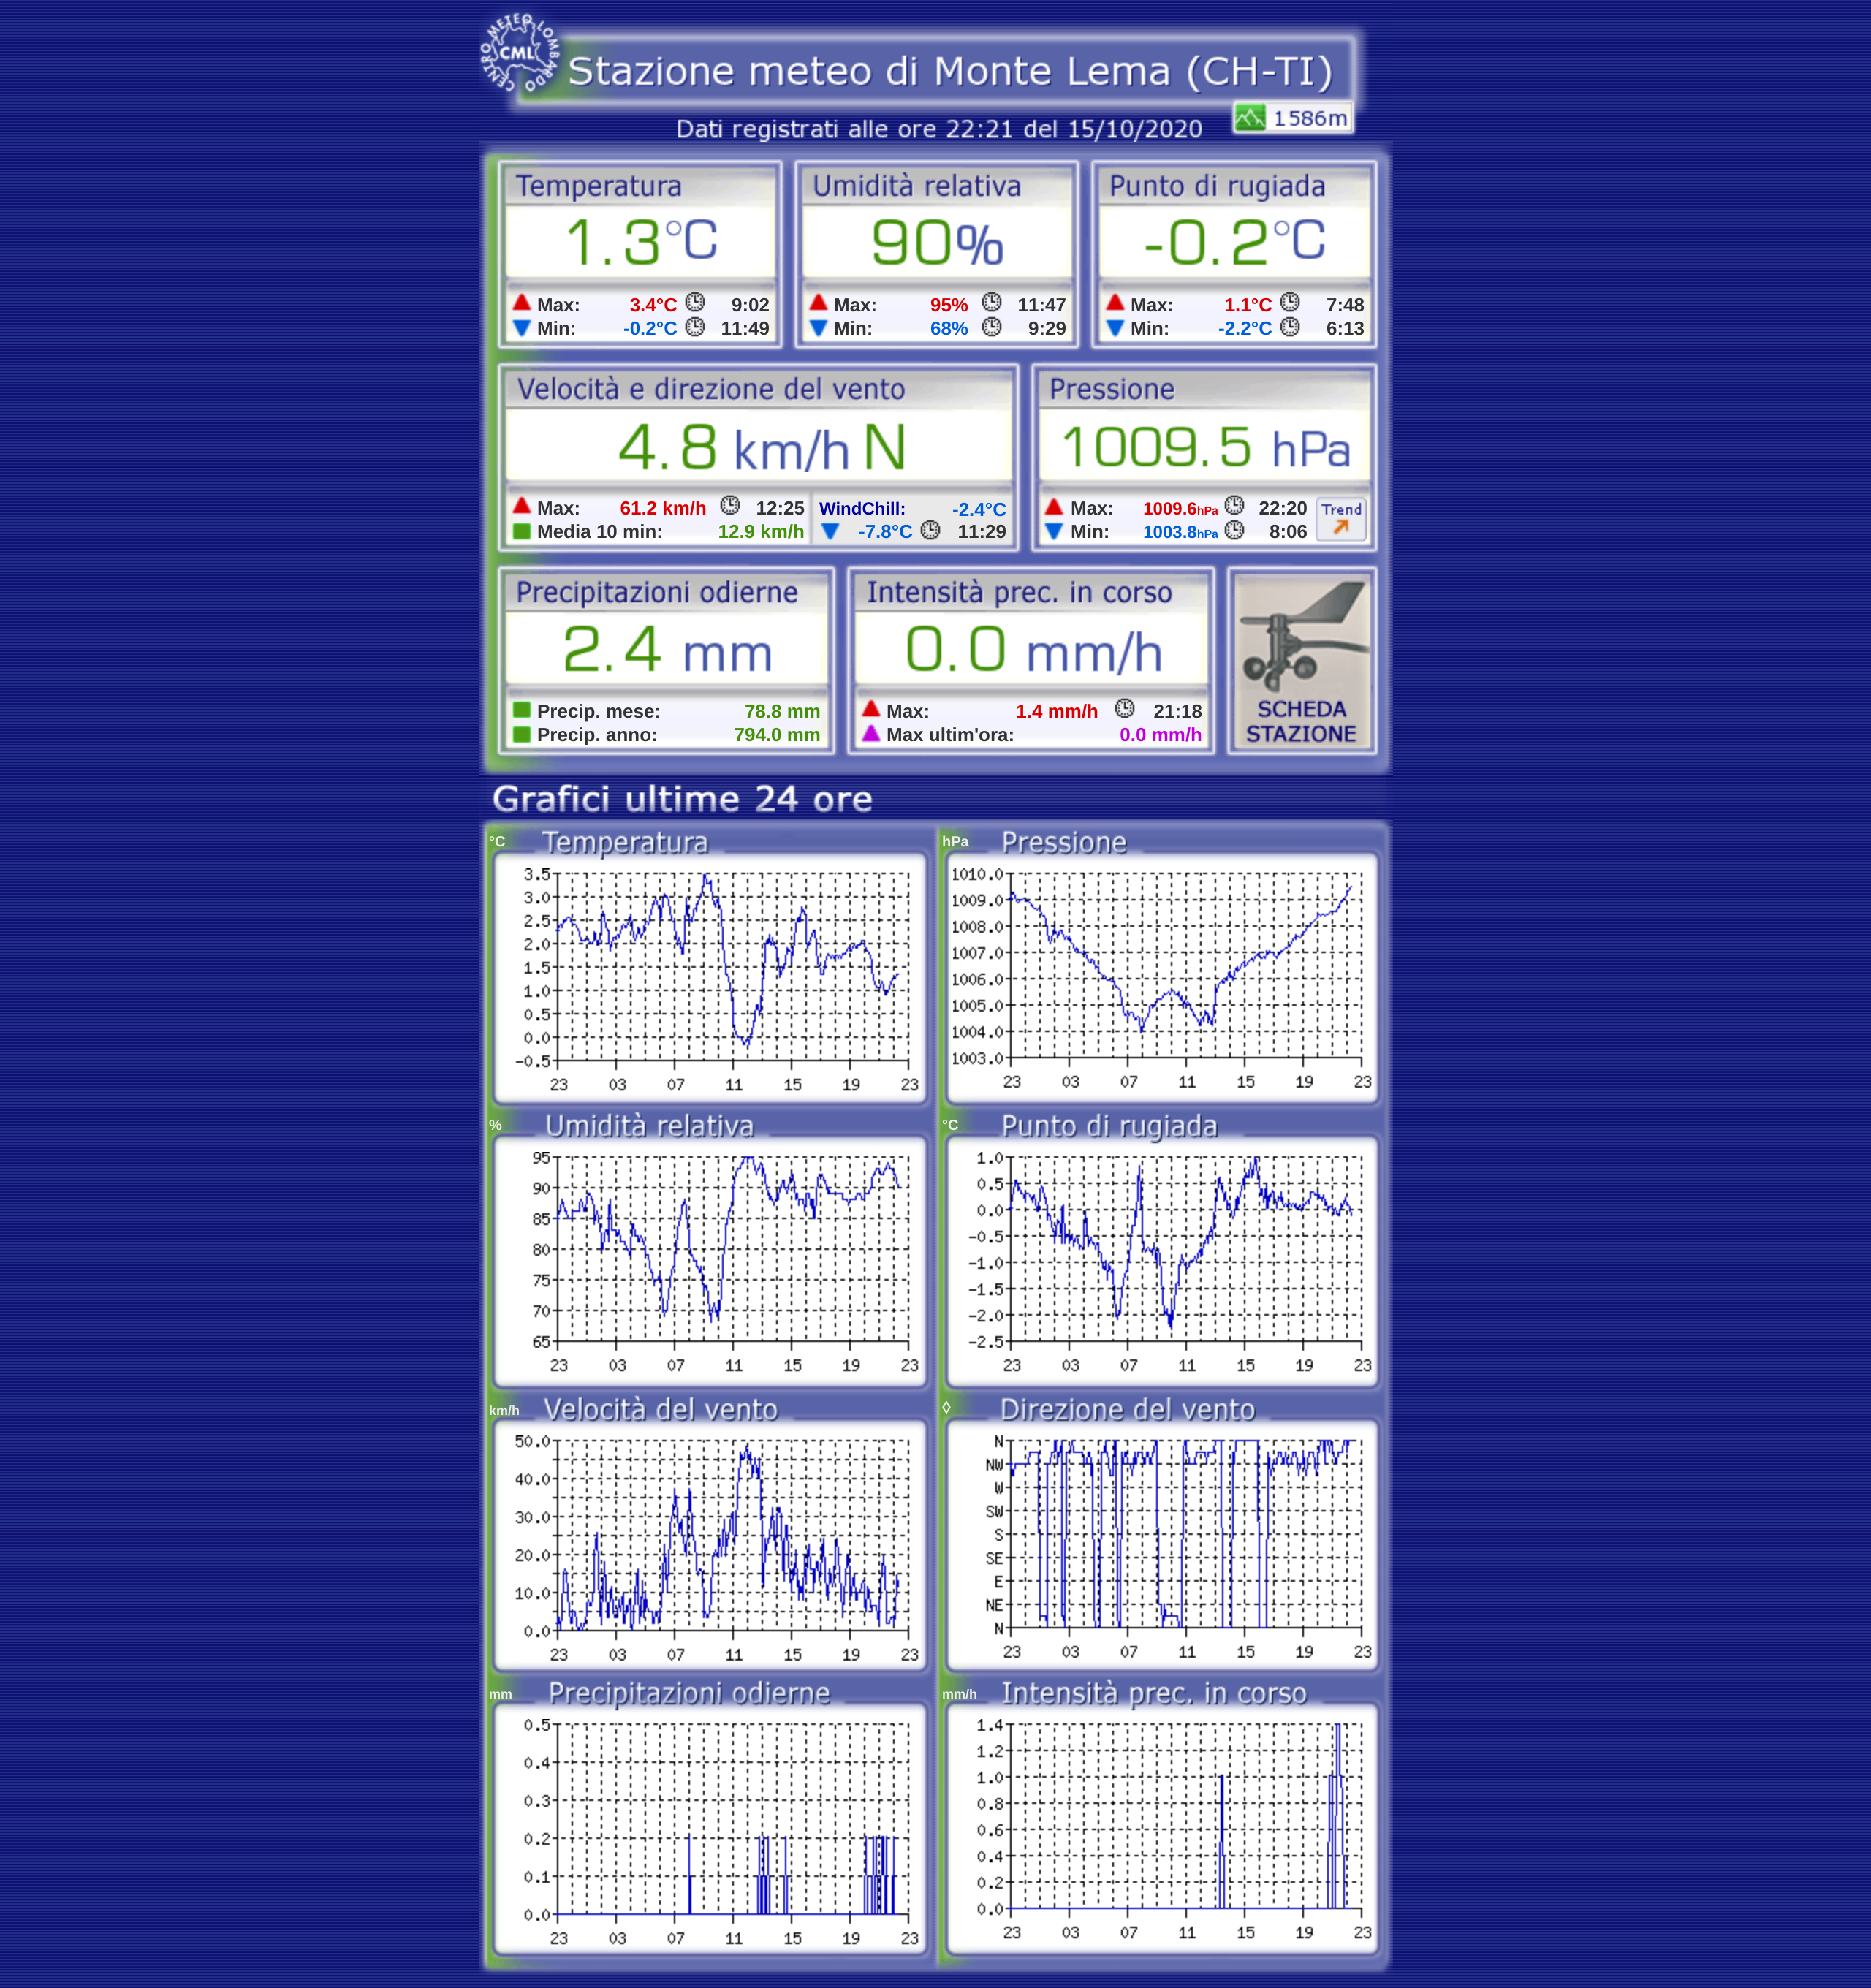 CENTRO METEO LOMBARDO
CML
Stazione meteo di Monte Lema (CH-TI)
1586m
Dati registrati alle ore 22:21 del 15/10/2020
Temperatura
1.3°C
Max: 3.4°C 9:02
Min: -0.2°C 11:49
Umidità relativa
90%
Max: 95% 11:47
Min: 68% 9:29
Punto di rugiada
-0.2°C
Max: 1.1°C 7:48
Min: -2.2°C 6:13
Velocità e direzione del vento
4.8 km/h N
Max: 61.2 km/h 12:25
Media 10 min: 12.9 km/h
WindChill: -2.4°C
-7.8°C 11:29
Pressione
1009.5 hPa
Max: 1009.6hPa 22:20
Min: 1003.8hPa 8:06
Trend
Precipitazioni odierne
2.4 mm
Precip. mese: 78.8 mm
Precip. anno: 794.0 mm
Intensità prec. in corso
0.0 mm/h
Max: 1.4 mm/h 21:18
Max ultim'ora: 0.0 mm/h
SCHEDA
STAZIONE
Grafici ultime 24 ore
°C Temperatura
3.5
3.0
2.5
2.0
1.5
1.0
0.5
0.0
-0.5
23 03 07 11 15 19 23
hPa Pressione
1010.0
1009.0
1008.0
1007.0
1006.0
1005.0
1004.0
1003.0
23 03 07 11 15 19 23
% Umidità relativa
95
90
85
80
75
70
65
23 03 07 11 15 19 23
°C Punto di rugiada
1.0
0.5
0.0
-0.5
-1.0
-1.5
-2.0
-2.5
23 03 07 11 15 19 23
km/h Velocità del vento
50.0
40.0
30.0
20.0
10.0
0.0
23 03 07 11 15 19 23
◊ Direzione del vento
N
NW
W
SW
S
SE
E
NE
N
23 03 07 11 15 19 23
mm Precipitazioni odierne
0.5
0.4
0.3
0.2
0.1
0.0
23 03 07 11 15 19 23
mm/h Intensità prec. in corso
1.4
1.2
1.0
0.8
0.6
0.4
0.2
0.0
23 03 07 11 15 19 23